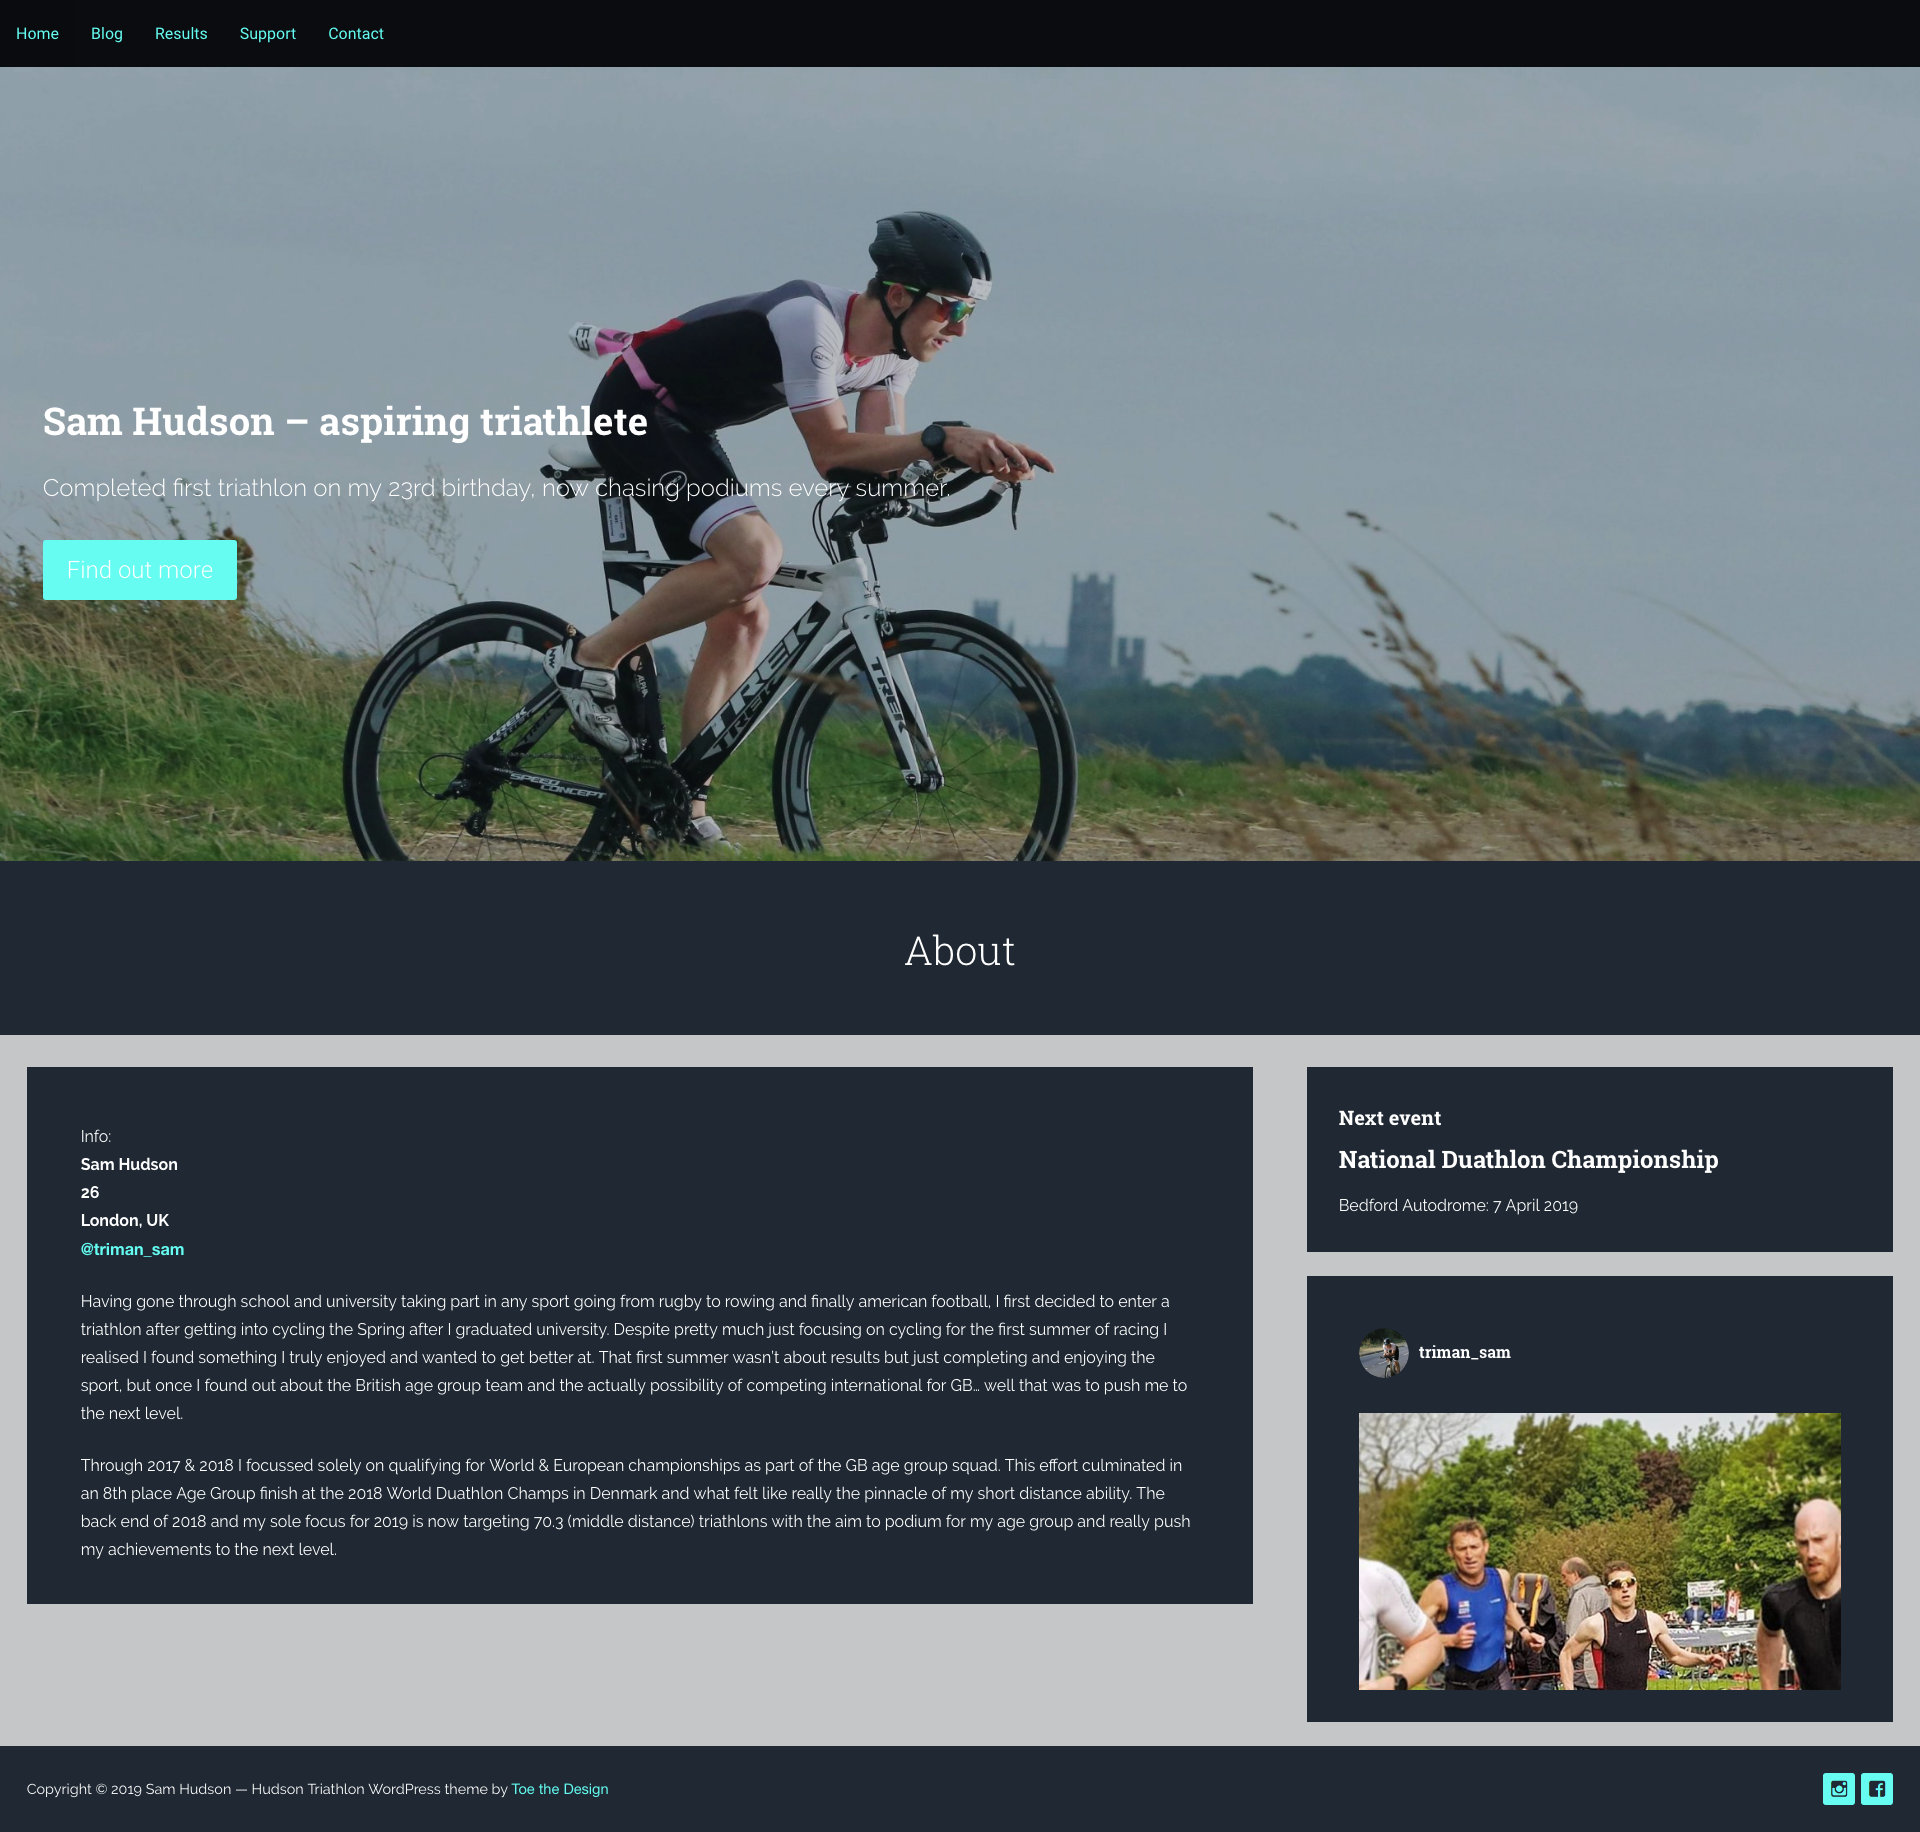 Home Blog Results Support Contact
Sam Hudson – aspiring triathlete
Completed first triathlon on my 23rd birthday, now chasing podiums every summer.
Find out more
TREK
TREK
TREK
TREK
SPEED
CONCEPT
About
Info:
Sam Hudson
26
London, UK
@triman_sam
Having gone through school and university taking part in any sport going from rugby to rowing and finally american football, I first decided to enter a
triathlon after getting into cycling the Spring after I graduated university. Despite pretty much just focusing on cycling for the first summer of racing I
realised I found something I truly enjoyed and wanted to get better at. That first summer wasn't about results but just completing and enjoying the
sport, but once I found out about the British age group team and the actually possibility of competing international for GB… well that was to push me to
the next level.
Through 2017 & 2018 I focussed solely on qualifying for World & European championships as part of the GB age group squad. This effort culminated in
an 8th place Age Group finish at the 2018 World Duathlon Champs in Denmark and what felt like really the pinnacle of my short distance ability. The
back end of 2018 and my sole focus for 2019 is now targeting 70.3 (middle distance) triathlons with the aim to podium for my age group and really push
my achievements to the next level.
Next event
National Duathlon Championship
Bedford Autodrome: 7 April 2019
triman_sam
Copyright © 2019 Sam Hudson — Hudson Triathlon WordPress theme by Toe the Design